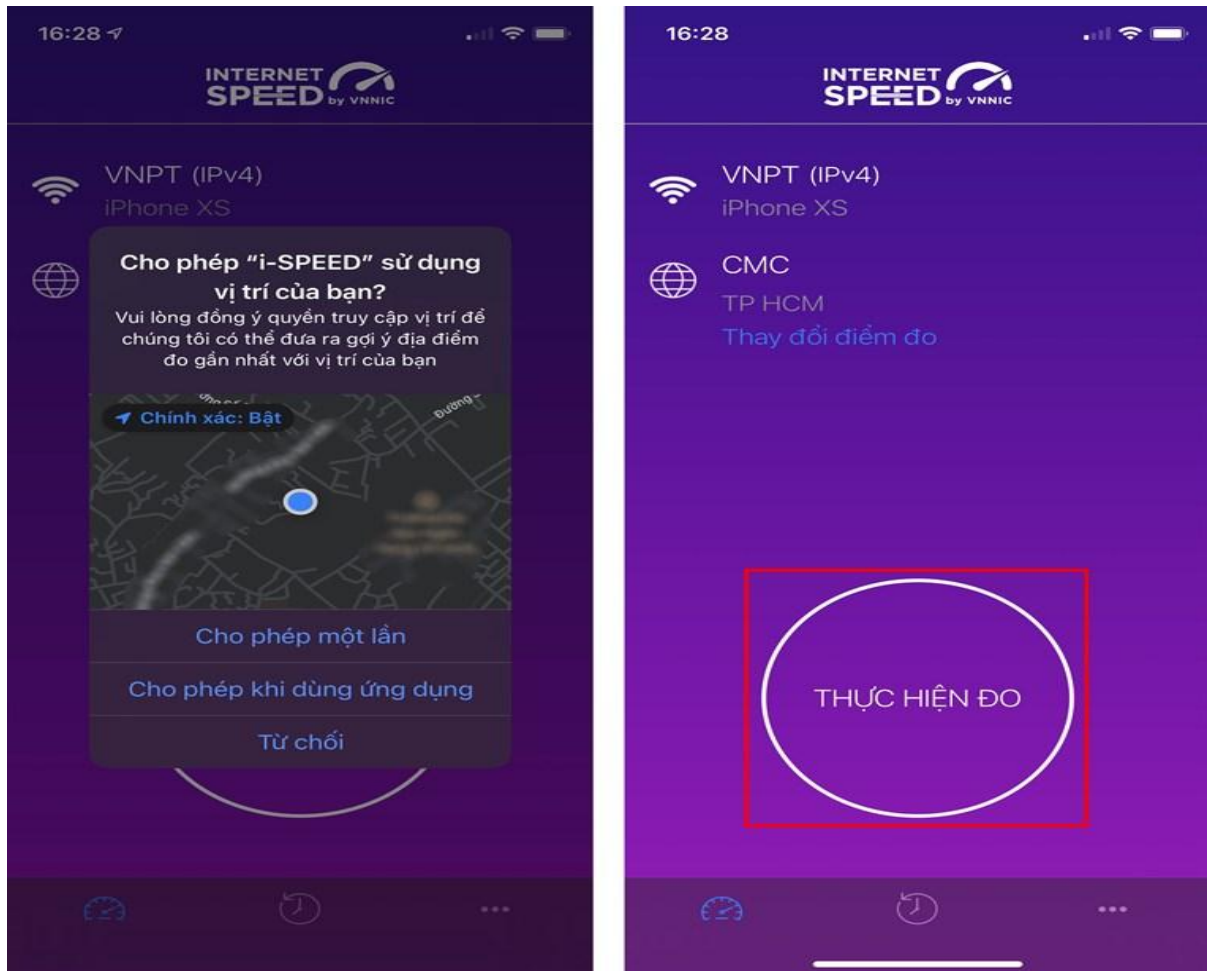 16:28
INTERNET
SPEED by VNNIC
VNPT (IPv4)
iPhone XS
Cho phép “i-SPEED” sử dụng
vị trí của bạn?
Vui lòng đồng ý quyền truy cập vị trí để
chúng tôi có thể đưa ra gợi ý địa điểm
đo gần nhất với vị trí của bạn
Chính xác: Bật
Đường
Cho phép một lần
Cho phép khi dùng ứng dụng
Từ chối
16:28
INTERNET
SPEED by VNNIC
VNPT (IPv4)
iPhone XS
CMC
TP HCM
Thay đổi điểm đo
THỰC HIỆN ĐO